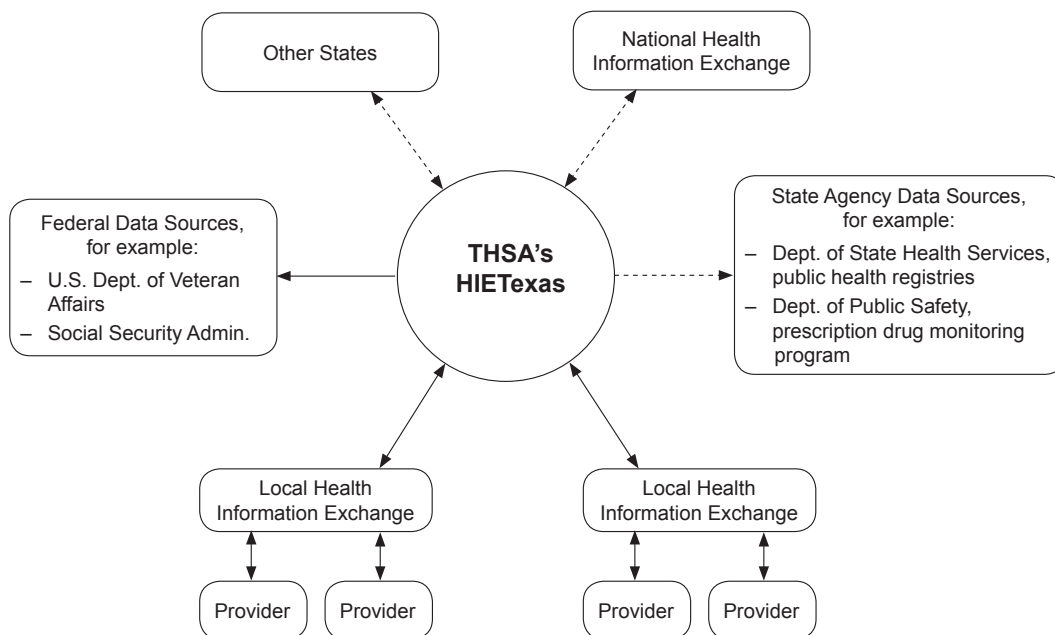 Other States
National Health
Information Exchange
Federal Data Sources,
for example:
– U.S. Dept. of Veteran
Affairs
– Social Security Admin.
THSA's
HIETexas
State Agency Data Sources,
for example:
– Dept. of State Health Services,
public health registries
– Dept. of Public Safety,
prescription drug monitoring
program
Local Health
Information Exchange
Local Health
Information Exchange
Provider
Provider
Provider
Provider